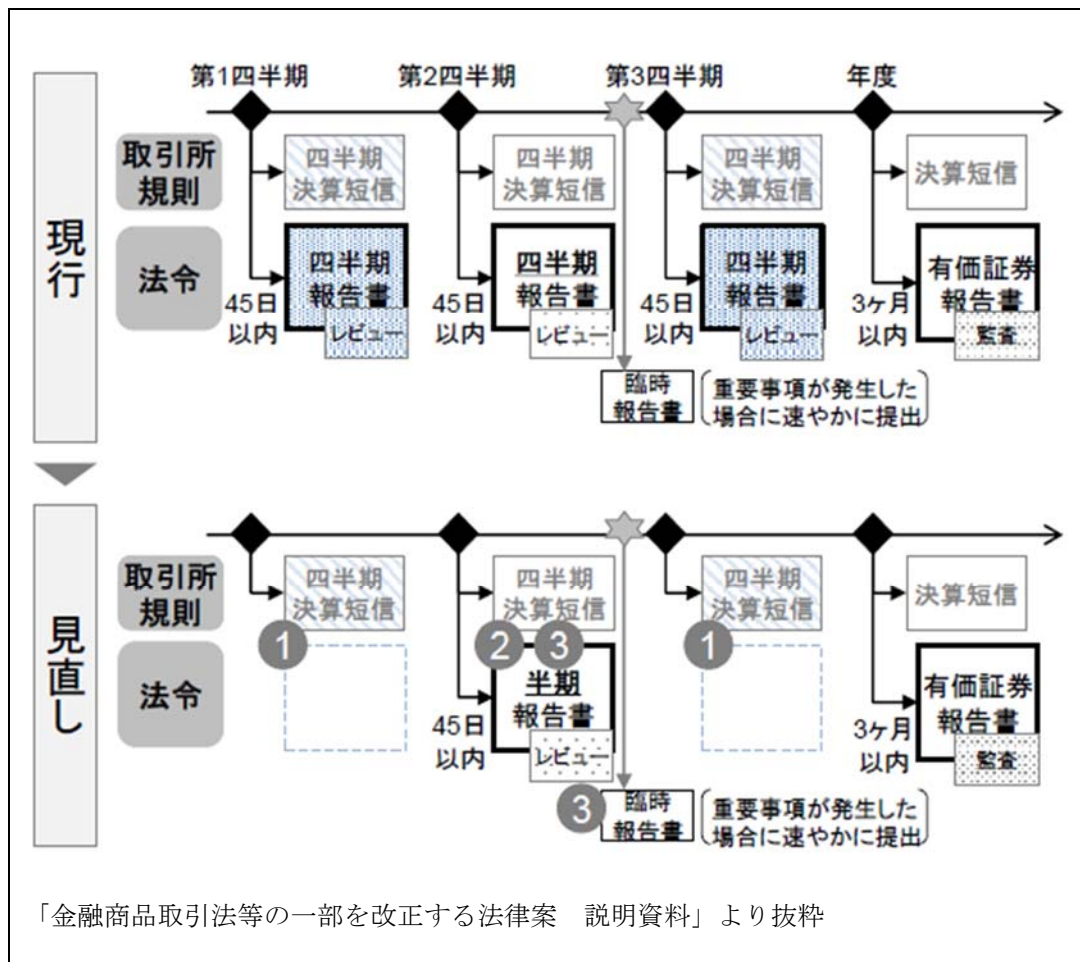 第1四半期
第2四半期
第3四半期
年度
現行
取引所
規則
四半期
決算短信
四半期
決算短信
四半期
決算短信
決算短信
法令
45日
以内
四半期
報告書
レビュー
45日
以内
四半期
報告書
レビュー
45日
以内
四半期
報告書
レビュー
3ヶ月
以内
有価証券
報告書
監査
臨時
報告書
(重要事項が発生した
場合に速やかに提出)
見直し
取引所
規則
四半期
決算短信
四半期
決算短信
四半期
決算短信
決算短信
法令
1
2
3
1
45日
以内
半期
報告書
レビュー
3ヶ月
以内
有価証券
報告書
監査
3
臨時
報告書
(重要事項が発生した
場合に速やかに提出)
「金融商品取引法等の一部を改正する法律案　説明資料」より抜粋